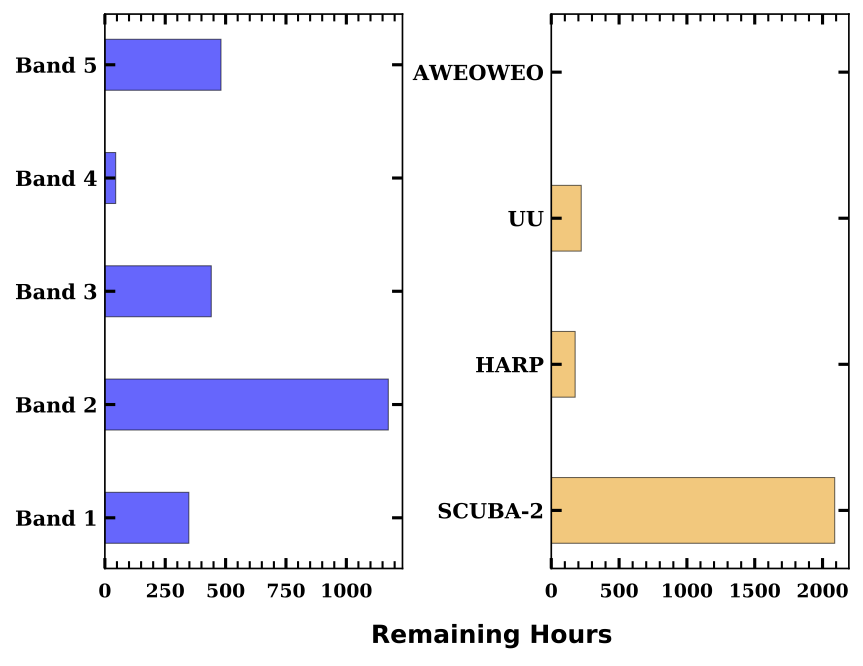 Band 5
Band 4
Band 3
Band 2
Band 1
0 250 500 750 1000
AWEOWEO
UU
HARP
SCUBA-2
0 500 1000 1500 2000
Remaining Hours